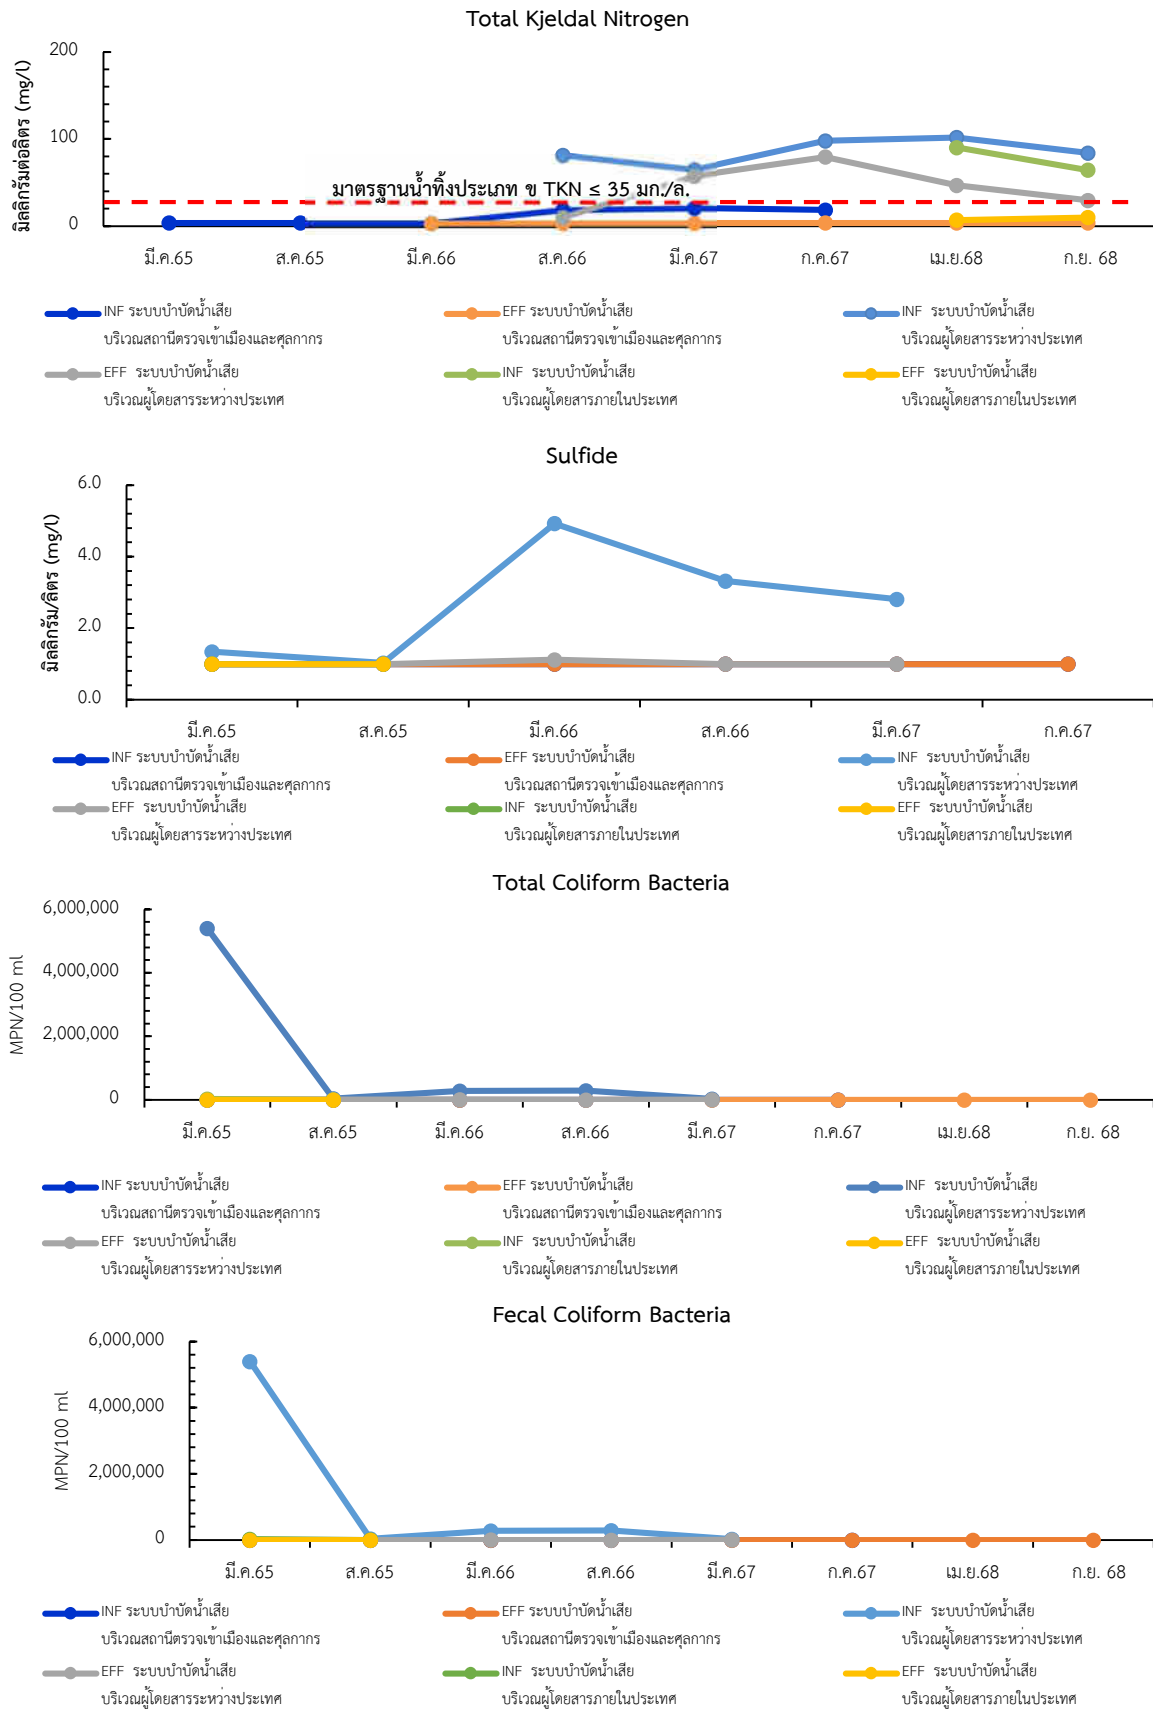 Total Kjeldal Nitrogen
มิลลิกรัมต่อลิตร (mg/l)
200
100
0
มาตรฐานน้ำทิ้งประเภท ข TKN ≤ 35 มก./ล.
มี.ค.65 ส.ค.65 มี.ค.66 ส.ค.66 มี.ค.67 ก.ค.67 เม.ย.68 ก.ย. 68
INF ระบบบำบัดน้ำเสีย
บริเวณสถานีตรวจเข้าเมืองและศุลกากร
EFF ระบบบำบัดน้ำเสีย
บริเวณสถานีตรวจเข้าเมืองและศุลกากร
INF ระบบบำบัดน้ำเสีย
บริเวณผู้โดยสารระหว่างประเทศ
EFF ระบบบำบัดน้ำเสีย
บริเวณผู้โดยสารระหว่างประเทศ
INF ระบบบำบัดน้ำเสีย
บริเวณผู้โดยสารภายในประเทศ
EFF ระบบบำบัดน้ำเสีย
บริเวณผู้โดยสารภายในประเทศ
Sulfide
มิลลิกรัม/ลิตร (mg/l)
6.0
4.0
2.0
0.0
มี.ค.65 ส.ค.65 มี.ค.66 ส.ค.66 มี.ค.67 ก.ค.67
INF ระบบบำบัดน้ำเสีย
บริเวณสถานีตรวจเข้าเมืองและศุลกากร
EFF ระบบบำบัดน้ำเสีย
บริเวณสถานีตรวจเข้าเมืองและศุลกากร
INF ระบบบำบัดน้ำเสีย
บริเวณผู้โดยสารระหว่างประเทศ
EFF ระบบบำบัดน้ำเสีย
บริเวณผู้โดยสารระหว่างประเทศ
INF ระบบบำบัดน้ำเสีย
บริเวณผู้โดยสารภายในประเทศ
EFF ระบบบำบัดน้ำเสีย
บริเวณผู้โดยสารภายในประเทศ
Total Coliform Bacteria
MPN/100 ml
6,000,000
4,000,000
2,000,000
0
มี.ค.65 ส.ค.65 มี.ค.66 ส.ค.66 มี.ค.67 ก.ค.67 เม.ย.68 ก.ย. 68
INF ระบบบำบัดน้ำเสีย
บริเวณสถานีตรวจเข้าเมืองและศุลกากร
EFF ระบบบำบัดน้ำเสีย
บริเวณสถานีตรวจเข้าเมืองและศุลกากร
INF ระบบบำบัดน้ำเสีย
บริเวณผู้โดยสารระหว่างประเทศ
EFF ระบบบำบัดน้ำเสีย
บริเวณผู้โดยสารระหว่างประเทศ
INF ระบบบำบัดน้ำเสีย
บริเวณผู้โดยสารภายในประเทศ
EFF ระบบบำบัดน้ำเสีย
บริเวณผู้โดยสารภายในประเทศ
Fecal Coliform Bacteria
MPN/100 ml
6,000,000
4,000,000
2,000,000
0
มี.ค.65 ส.ค.65 มี.ค.66 ส.ค.66 มี.ค.67 ก.ค.67 เม.ย.68 ก.ย. 68
INF ระบบบำบัดน้ำเสีย
บริเวณสถานีตรวจเข้าเมืองและศุลกากร
EFF ระบบบำบัดน้ำเสีย
บริเวณสถานีตรวจเข้าเมืองและศุลกากร
INF ระบบบำบัดน้ำเสีย
บริเวณผู้โดยสารระหว่างประเทศ
EFF ระบบบำบัดน้ำเสีย
บริเวณผู้โดยสารระหว่างประเทศ
INF ระบบบำบัดน้ำเสีย
บริเวณผู้โดยสารภายในประเทศ
EFF ระบบบำบัดน้ำเสีย
บริเวณผู้โดยสารภายในประเทศ